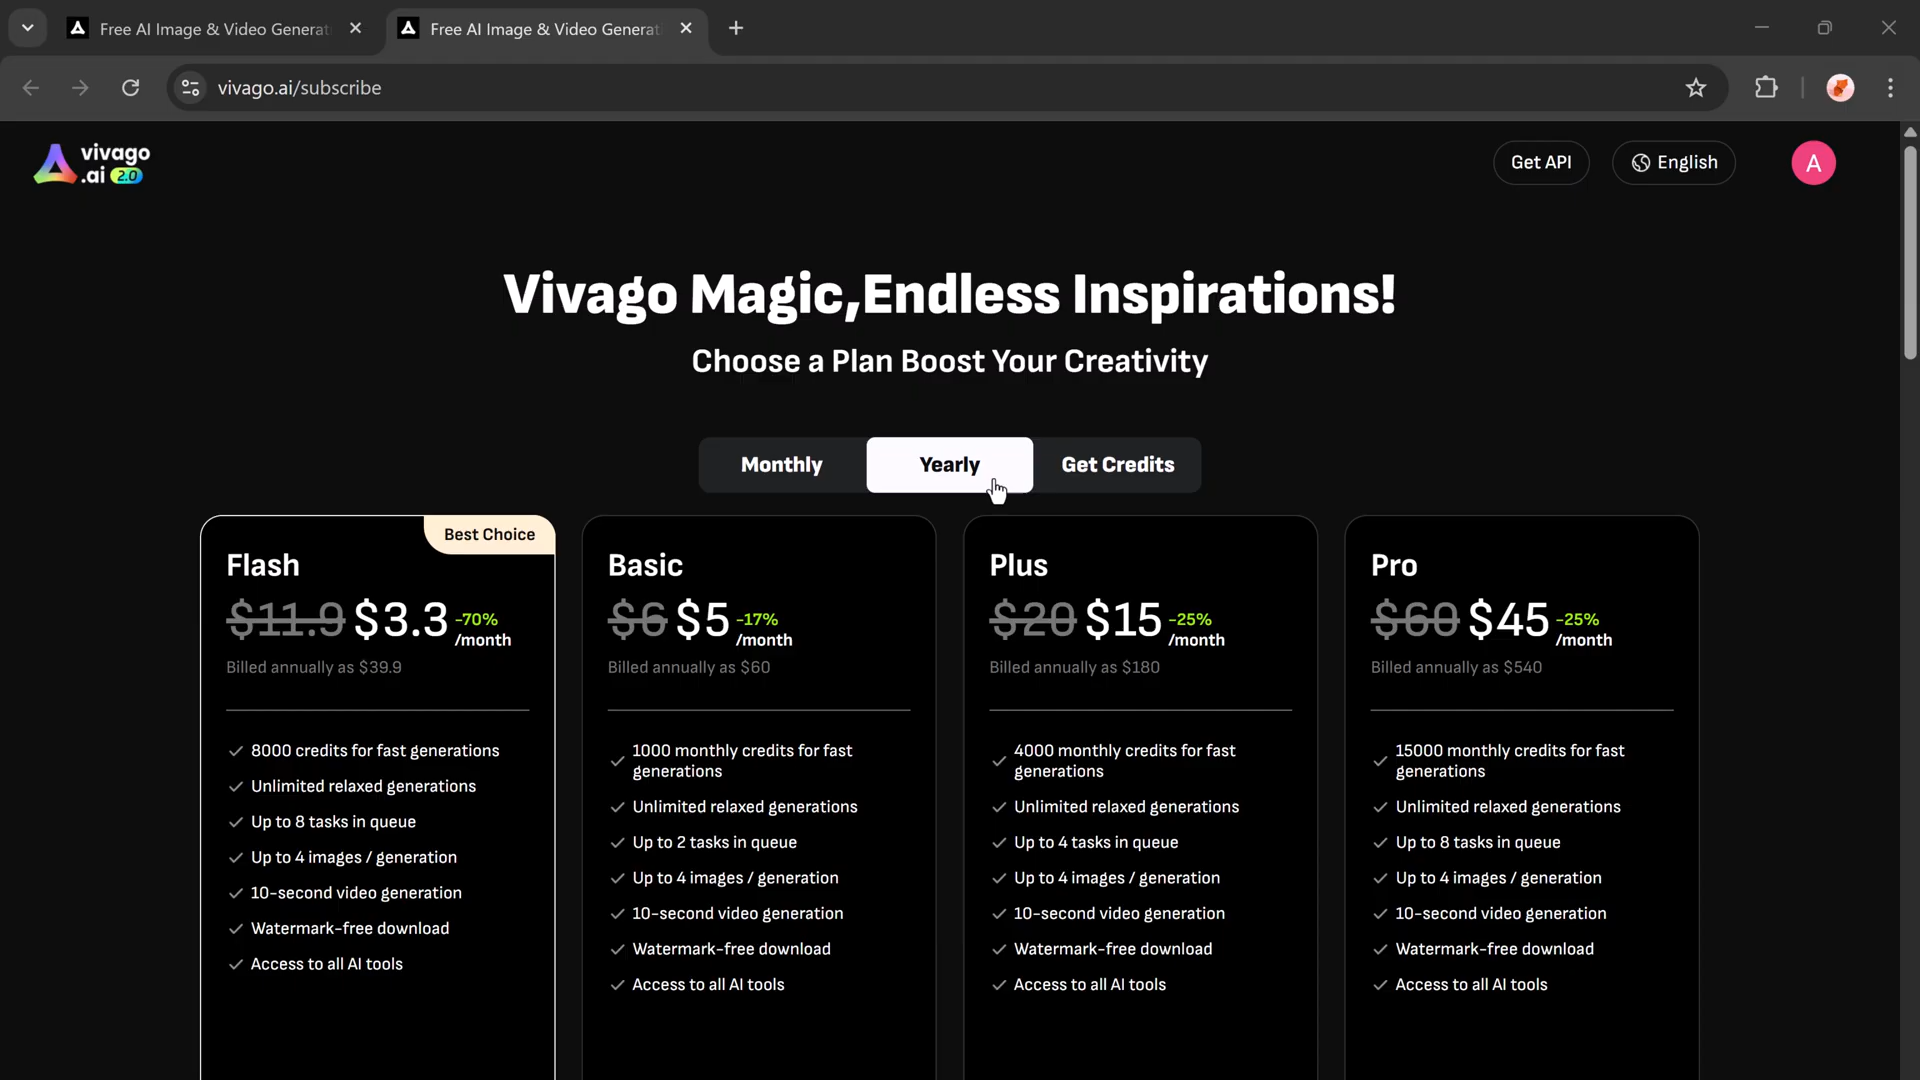 Free AI Image & Video Generat
Free AI Image & Video Generat
vivago.ai/subscribe
vivago
.ai 2.0
Get API
English
A
Vivago Magic,Endless Inspirations!
Choose a Plan Boost Your Creativity
Monthly
Yearly
Get Credits
Best Choice
Flash
$11.9 $3.3 -70%
/month
Billed annually as $39.9
8000 credits for fast generations
Unlimited relaxed generations
Up to 8 tasks in queue
Up to 4 images / generation
10-second video generation
Watermark-free download
Access to all AI tools
Basic
$6 $5 -17%
/month
Billed annually as $60
1000 monthly credits for fast
generations
Unlimited relaxed generations
Up to 2 tasks in queue
Up to 4 images / generation
10-second video generation
Watermark-free download
Access to all AI tools
Plus
$20 $15 -25%
/month
Billed annually as $180
4000 monthly credits for fast
generations
Unlimited relaxed generations
Up to 4 tasks in queue
Up to 4 images / generation
10-second video generation
Watermark-free download
Access to all AI tools
Pro
$60 $45 -25%
/month
Billed annually as $540
15000 monthly credits for fast
generations
Unlimited relaxed generations
Up to 8 tasks in queue
Up to 4 images / generation
10-second video generation
Watermark-free download
Access to all AI tools